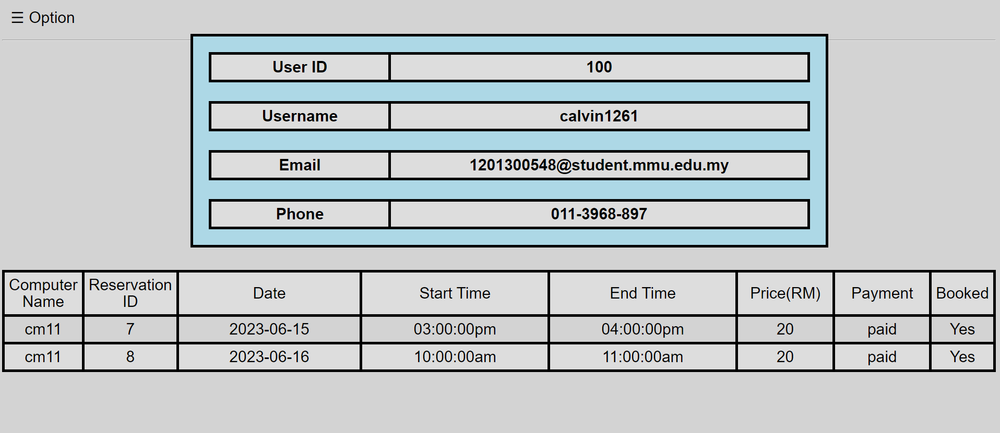 ☰ Option
User ID 100
Username calvin1261
Email 1201300548@student.mmu.edu.my
Phone 011-3968-897
Computer Name Reservation ID Date Start Time End Time Price(RM) Payment Booked
cm11 7 2023-06-15 03:00:00pm 04:00:00pm 20 paid Yes
cm11 8 2023-06-16 10:00:00am 11:00:00am 20 paid Yes